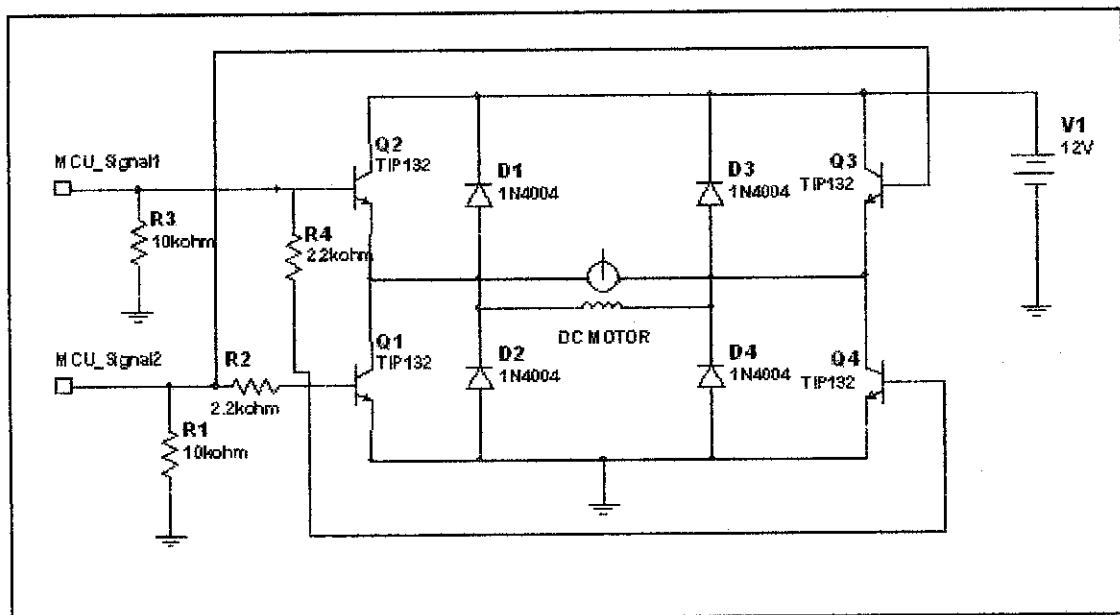 MCU_Signal1
R3
10kohm
R4
2.2kohm
Q2
TIP132
D1
1N4004
D3
1N4004
Q3
TIP132
V1
12V
MCU_Signal2
R2
2.2kohm
R1
10kohm
Q1
TIP132
D2
1N4004
DC MOTOR
D4
1N4004
Q4
TIP132